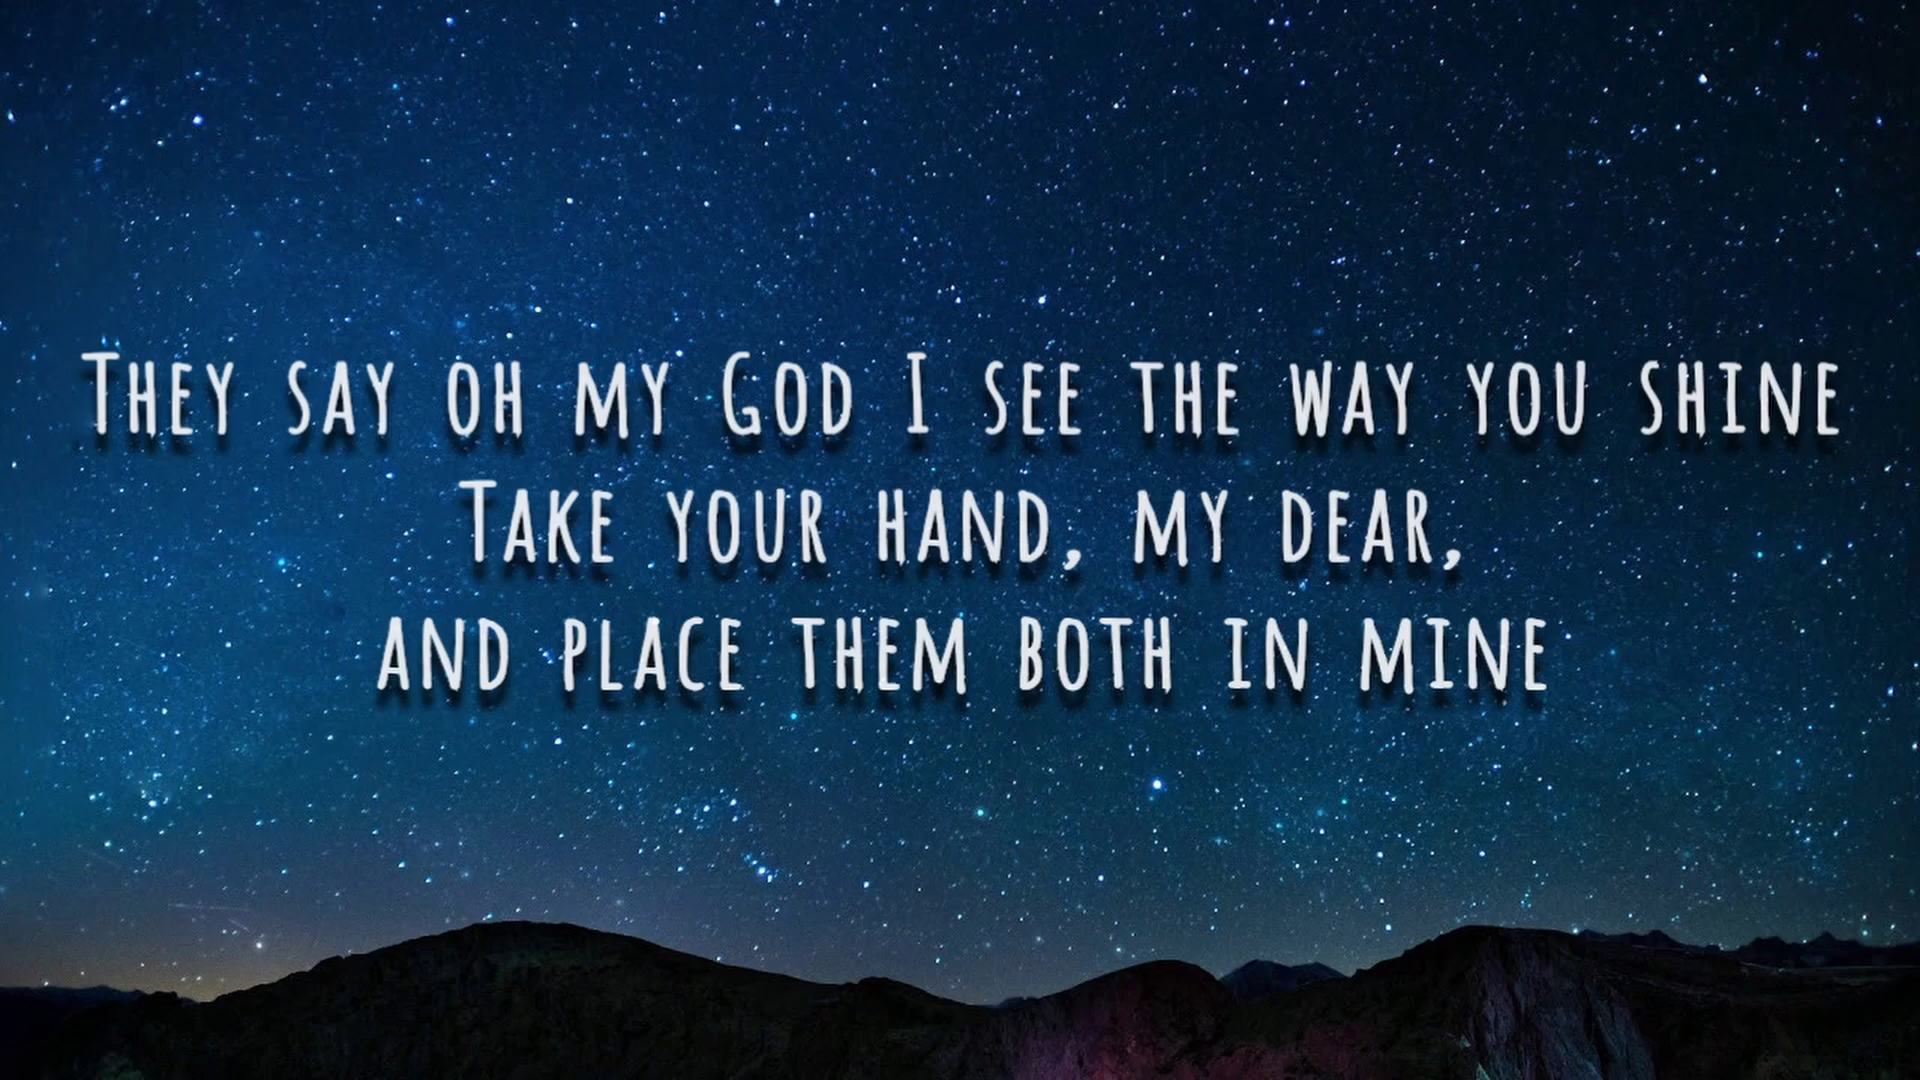 They say oh my God I see the way you shine
Take your hand, my dear,
and place them both in mine